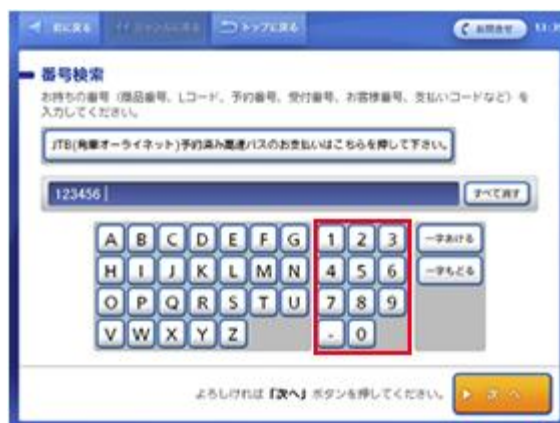 前に戻る トップに戻る お問合せ
番号検索
お持ちの番号（商品番号、Lコード、予約番号、受付番号、お客様番号、支払いコードなど）を
入力してください。
JTB(発車オーライネット)予約済み高速バスのお支払いはこちらを押して下さい。
123456 すべて消す
A B C D E F G 1 2 3 一字あける
H I J K L M N 4 5 6 一字もどる
O P Q R S T U 7 8 9
V W X Y Z - 0
よろしければ「次へ」ボタンを押してください。 次 へ